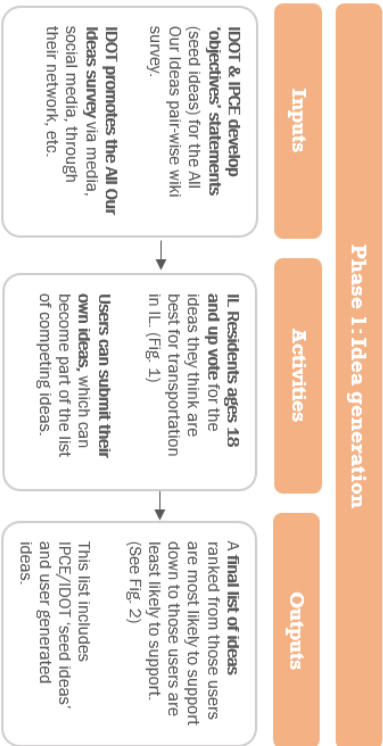 Phase 1: Idea generation
Inputs
IDOT & IPCE develop
'objectives' statements
(seed ideas) for the All
Our Ideas pair-wise wiki
survey.
IDOT promotes the All Our
Ideas survey via media,
social media, through
their network, etc.
Activities
IL Residents ages 18
and up vote for the
ideas they think are
best for transportation
in IL. (Fig. 1)
Users can submit their
own ideas, which can
become part of the list
of competing ideas.
Outputs
A final list of ideas
ranked from those users
are most likely to support
down to those users are
least likely to support.
(See Fig. 2)
This list includes
IPCE/IDOT 'seed ideas'
and user generated
ideas.